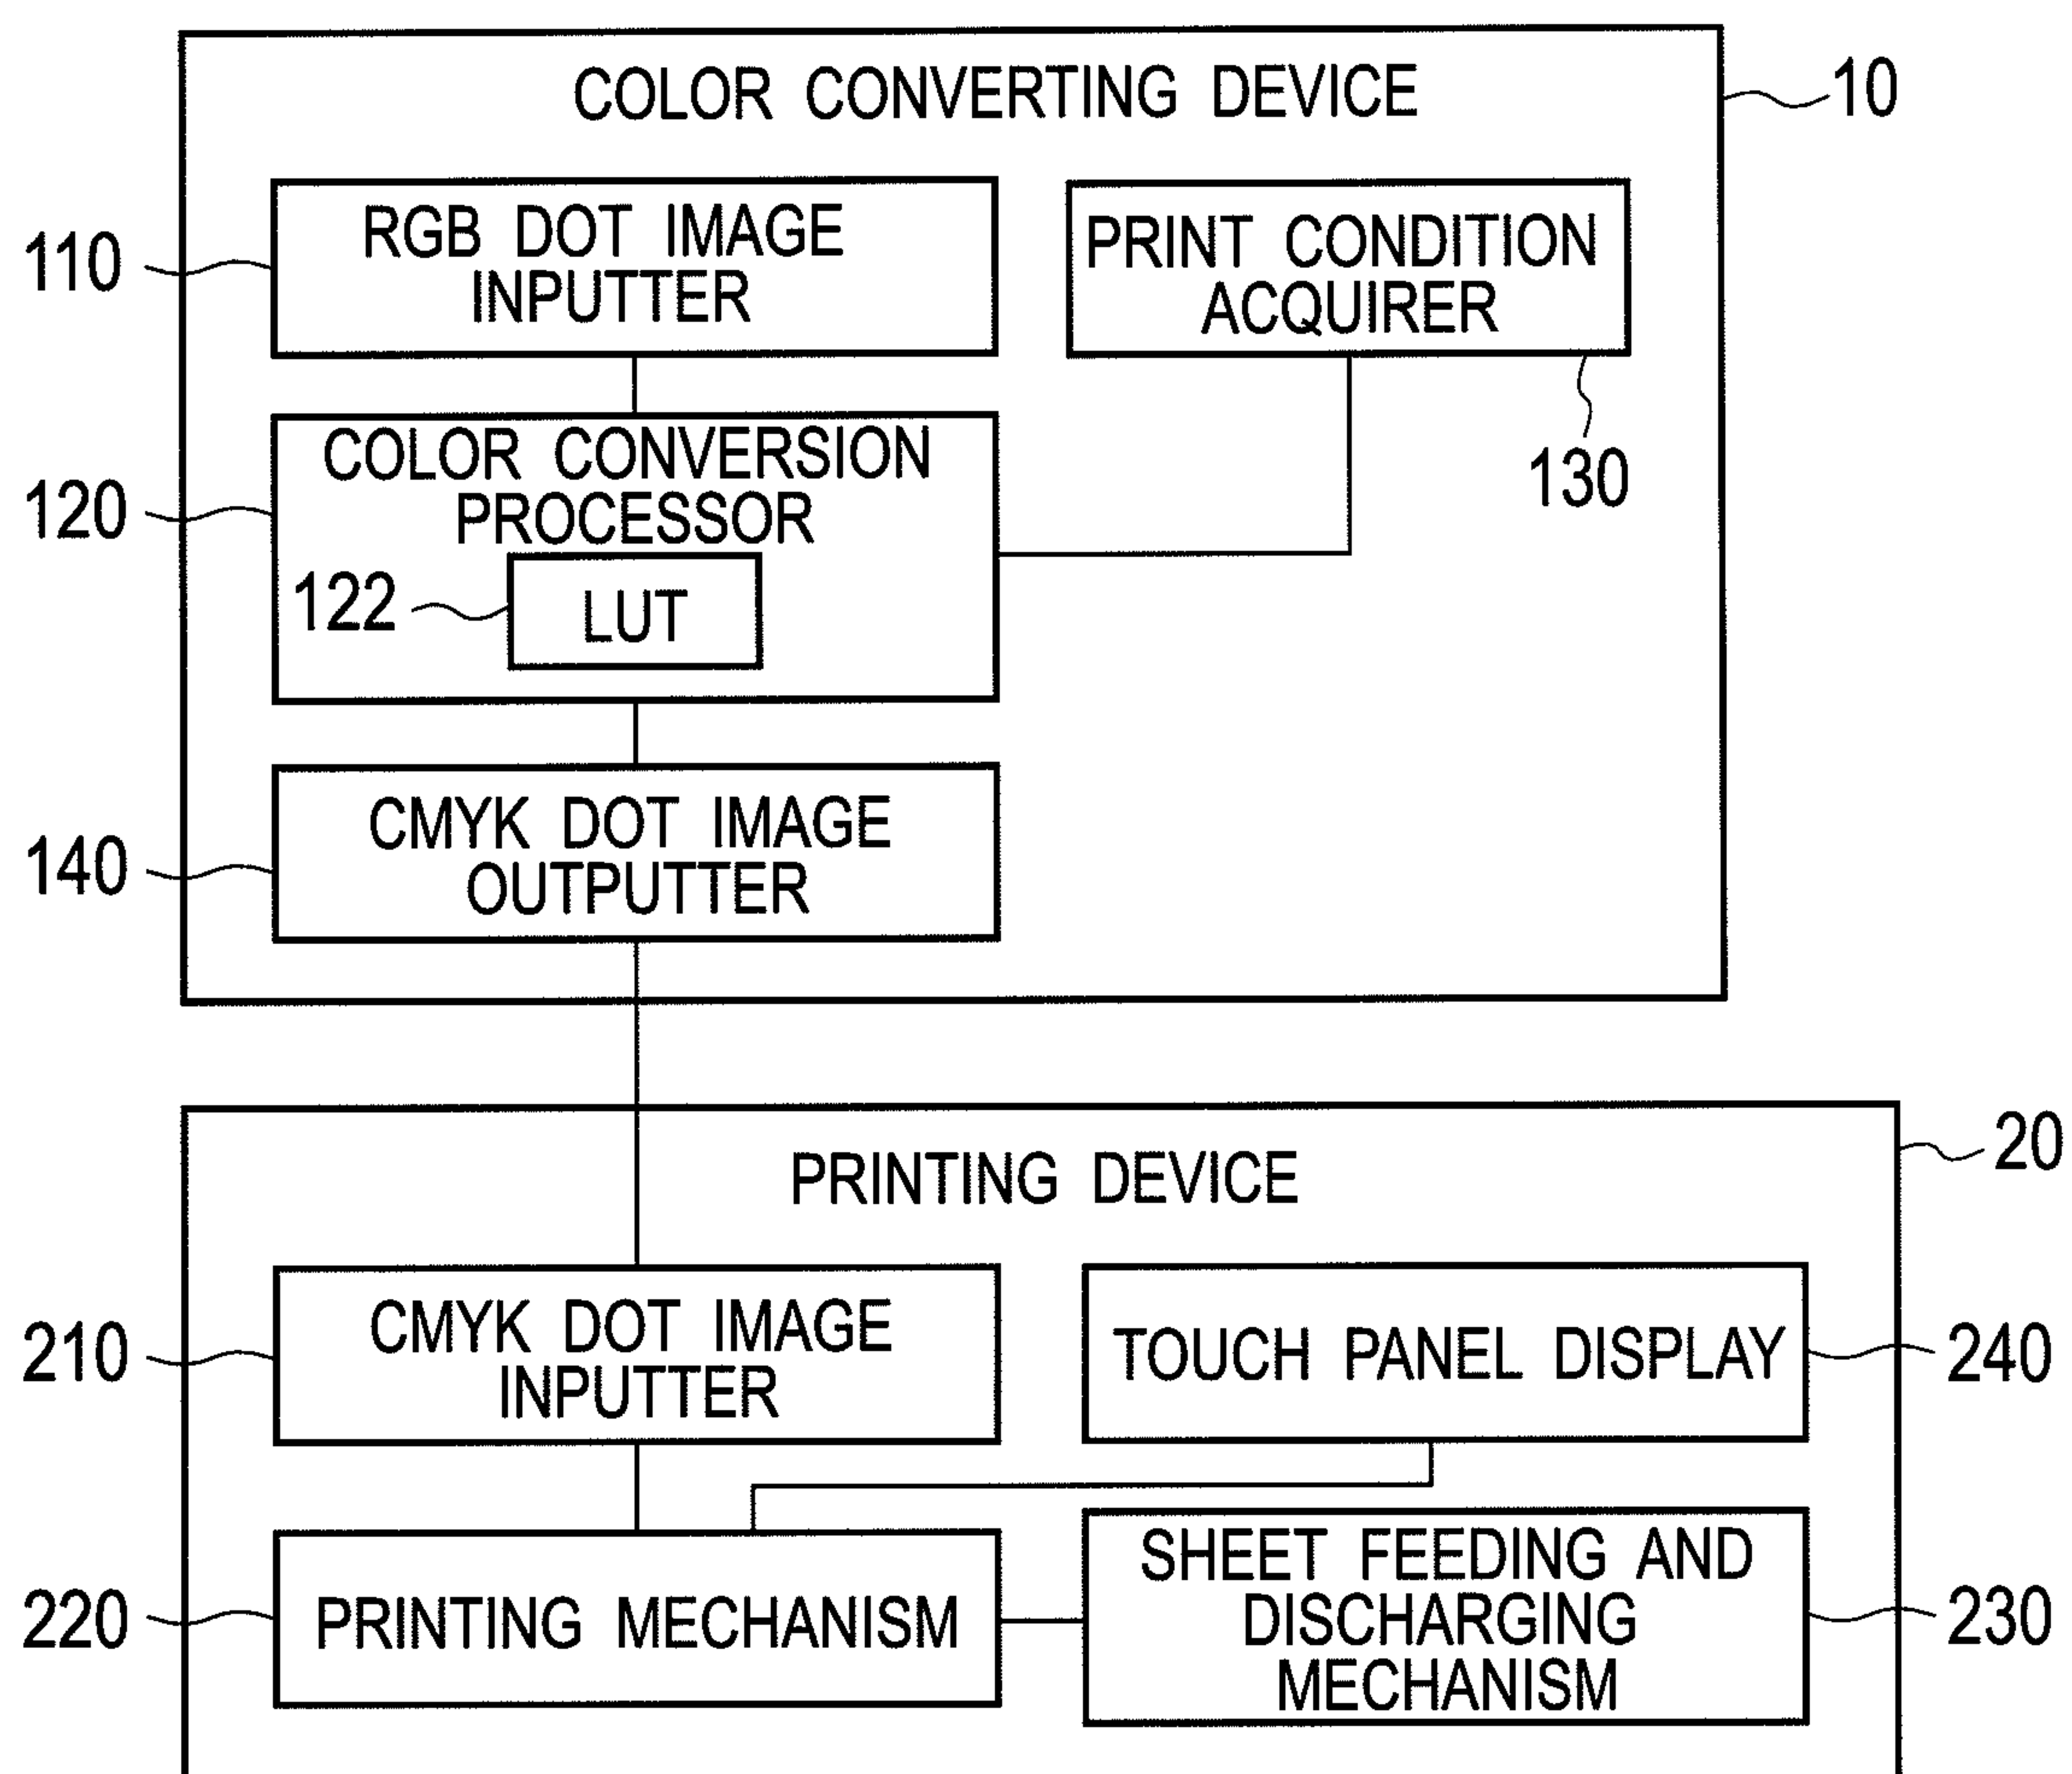 COLOR CONVERTING DEVICE
10
RGB DOT IMAGE
INPUTTER
110
PRINT CONDITION
ACQUIRER
130
COLOR CONVERSION
PROCESSOR
120
122
LUT
CMYK DOT IMAGE
OUTPUTTER
140
PRINTING DEVICE
20
CMYK DOT IMAGE
INPUTTER
210
TOUCH PANEL DISPLAY
240
PRINTING MECHANISM
220
SHEET FEEDING AND
DISCHARGING
MECHANISM
230